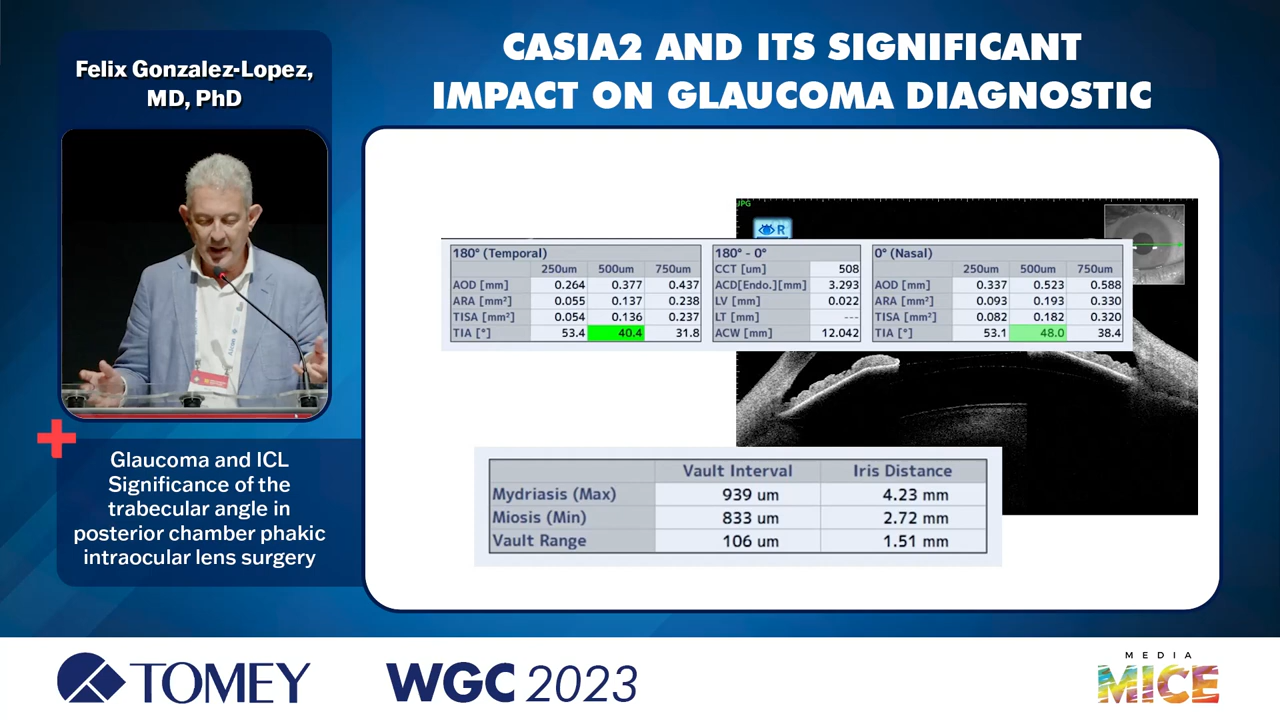 Felix Gonzalez-Lopez,
MD, PhD
CASIA2 AND ITS SIGNIFICANT
IMPACT ON GLAUCOMA DIAGNOSTIC
JPG
R
180° (Temporal)
250um 500um 750um
AOD [mm] 0.264 0.377 0.437
ARA [mm²] 0.055 0.137 0.238
TISA [mm²] 0.054 0.136 0.237
TIA [°] 53.4 40.4 31.8
180° - 0°
CCT [um] 508
ACD[Endo.][mm] 3.293
LV [mm] 0.022
LT [mm] ---
ACW [mm] 12.042
0° (Nasal)
250um 500um 750um
AOD [mm] 0.337 0.523 0.588
ARA [mm²] 0.093 0.193 0.330
TISA [mm²] 0.082 0.182 0.320
TIA [°] 53.1 48.0 38.4
Vault Interval Iris Distance
Mydriasis (Max) 939 um 4.23 mm
Miosis (Min) 833 um 2.72 mm
Vault Range 106 um 1.51 mm
Glaucoma and ICL
Significance of the
trabecular angle in
posterior chamber phakic
intraocular lens surgery
TOMEY
WGC 2023
MEDIA
MICE